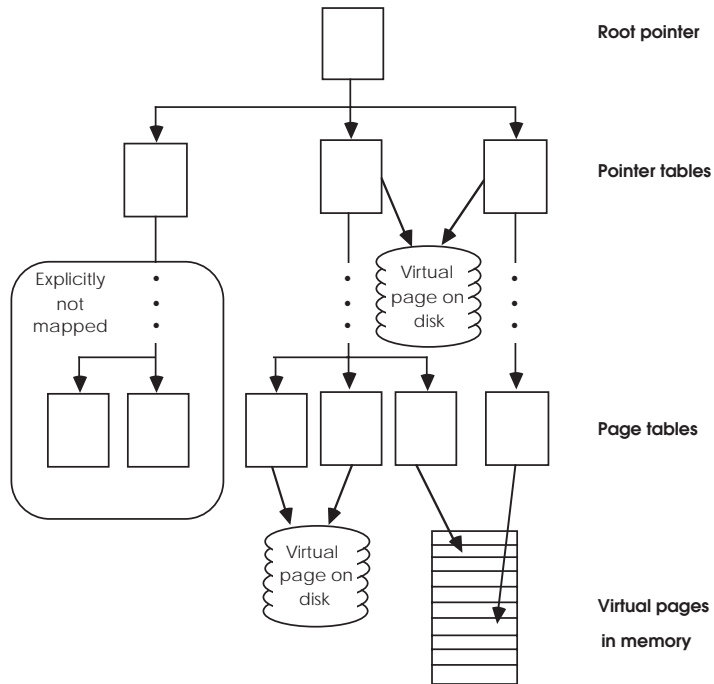 Root pointer
Pointer tables
Explicitly
not
mapped
Virtual
page on
disk
Page tables
Virtual
page on
disk
Virtual pages
in memory